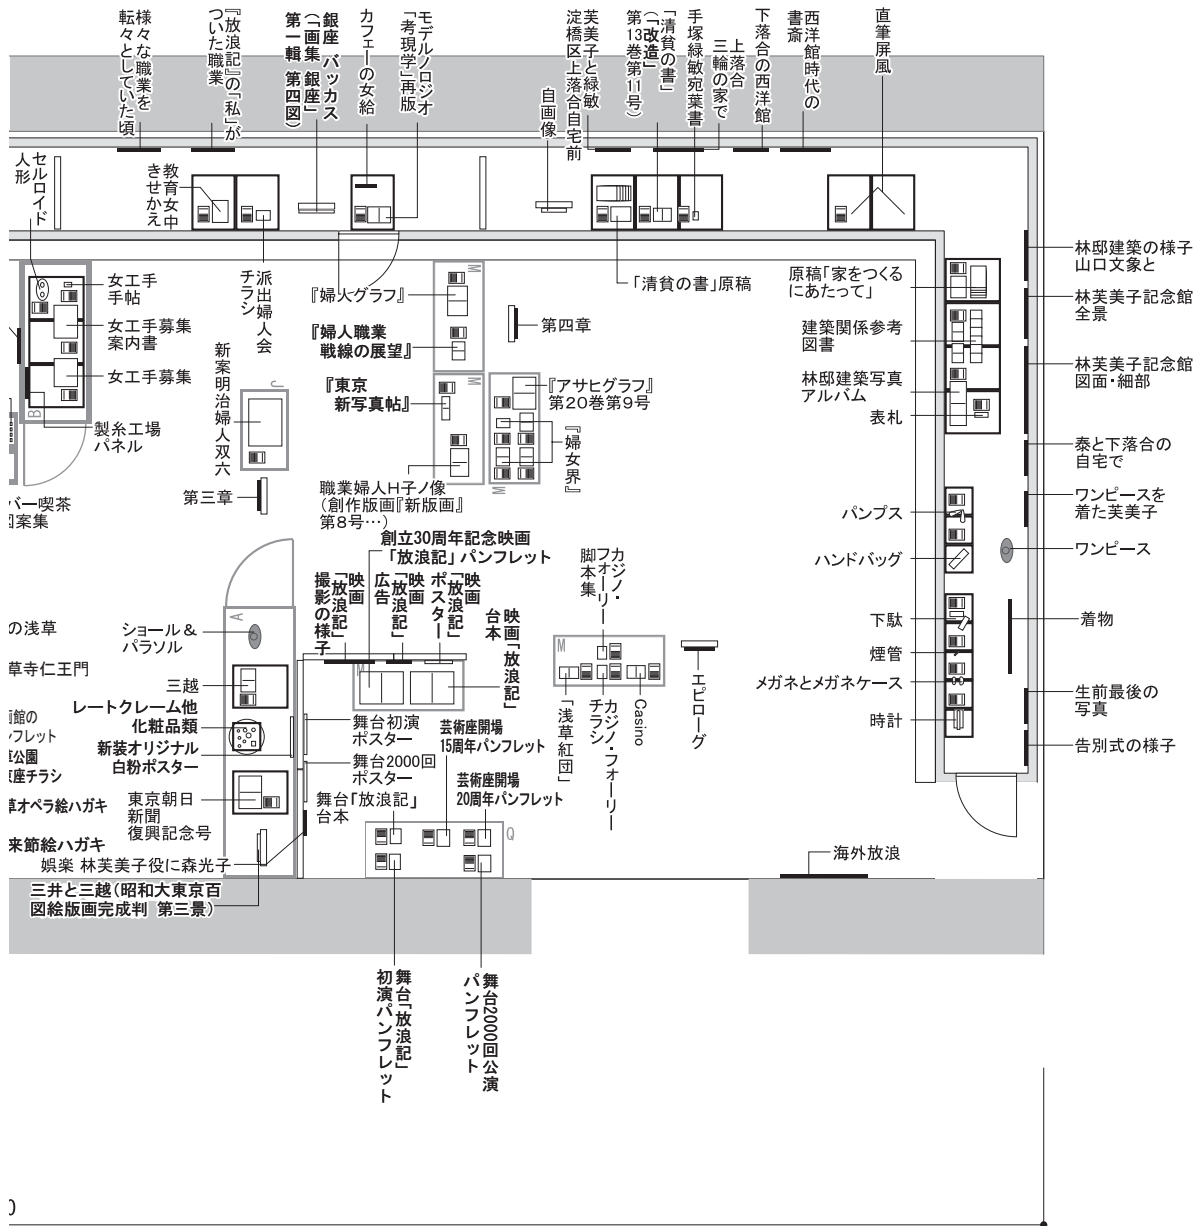 様々な職業を
転々としていた頃
『放浪記』の「私」が
ついた職業
銀座 バッカス
(「画集 銀座」
第一輯 第四図)
カフェーの女給
モデルノロジオ
「考現学」再版
自画像
芙美子と緑敏
淀橋区上落合自宅前
「清貧の書」
(「改造」
第13巻第11号)
手塚緑敏宛葉書
上落合
三輪の家で
下落合の西洋館
西洋館時代の
書斎
直筆屏風
セルロイド
人形
教育女中
きせかえ
女工手
手帖
女工手募集
案内書
女工手募集
B
製糸工場
パネル
派出婦人会
チラシ
新案明治婦人双六
J
第三章
『婦人グラフ』
M
『婦人職業
戦線の展望』
M
『東京
新写真帖』
第四章
『アサヒグラフ』
第20巻第9号
『婦女界』
M
職業婦人H子ノ像
(創作版画『新版画』
第8号…)
「清貧の書」原稿
原稿「家をつくる
にあたって」
建築関係参考
図書
林邸建築写真
アルバム
表札
林邸建築の様子
山口文象と
林芙美子記念館
全景
林芙美子記念館
図面・細部
泰と下落合の
自宅で
ワンピースを
着た芙美子
ワンピース
着物
生前最後の
写真
告別式の様子
パンプス
ハンドバッグ
下駄
煙管
メガネとメガネケース
時計
バー喫茶
図案集
の浅草
草寺仁王門
画館の
ンフレット
草公園
座チラシ
草オペラ絵ハガキ
来節絵ハガキ
A
ショール&
パラソル
三越
レートクレーム他
化粧品類
新装オリジナル
白粉ポスター
東京朝日
新聞
復興記念号
娯楽 林芙美子役に森光子
三井と三越(昭和大東京百
図絵版画完成判 第三景)
創立30周年記念映画
「放浪記」パンフレット
映画
「放浪記」
撮影の様子
映画
「放浪記」
広告
映画
「放浪記」
ポスター
映画「放浪記」
台本
M
舞台初演
ポスター
舞台2000回
ポスター
舞台「放浪記」
台本
芸術座開場
15周年パンフレット
芸術座開場
20周年パンフレット
Q
舞台「放浪記」
初演パンフレット
舞台2000回公演
パンフレット
カジノ・
フォーリー
脚本集
M
「浅草紅団」
カジノ・フォーリー
チラシ
Casino
エピローグ
海外放浪